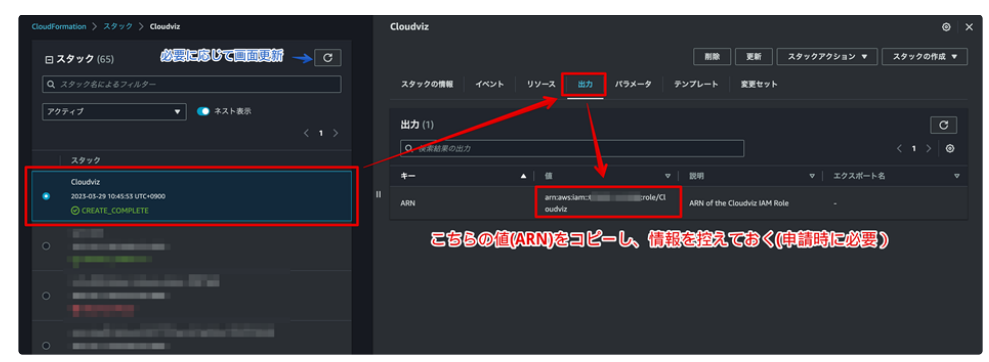 CloudFormation > スタック > Cloudviz
スタック (65)
必要に応じて画面更新
スタック名によるフィルター
アクティブ
ネスト表示
< 1 >
スタック
Cloudviz
2023-03-29 10:45:53 UTC+0900
CREATE_COMPLETE
Cloudviz
削除
更新
スタックアクション
スタックの作成
スタックの情報
イベント
リソース
出力
パラメータ
テンプレート
変更セット
出力 (1)
検索結果の出力
< 1 >
キー
値
説明
エクスポート名
ARN
arn:aws:iam::
:role/Cl
oudviz
ARN of the Cloudviz IAM Role
-
こちらの値(ARN)をコピーし、情報を控えておく(申請時に必要)